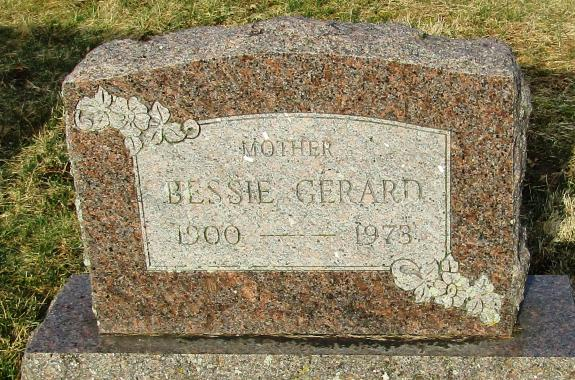 MOTHER
BESSIE GERARD
1900 — 1973